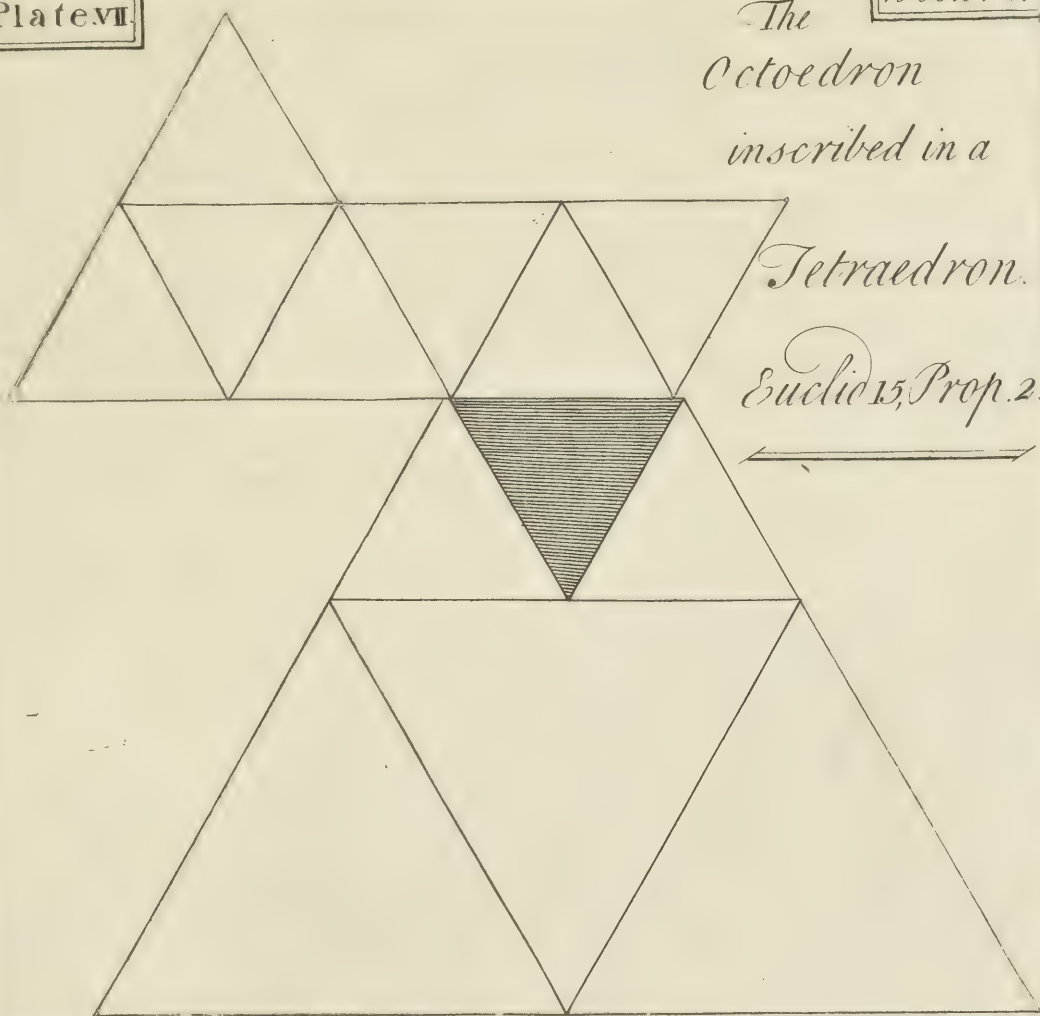 Plate.VII.
The
Octoedron
inscribed in a
Tetraedron.
Euclid 15, Prop. 2.